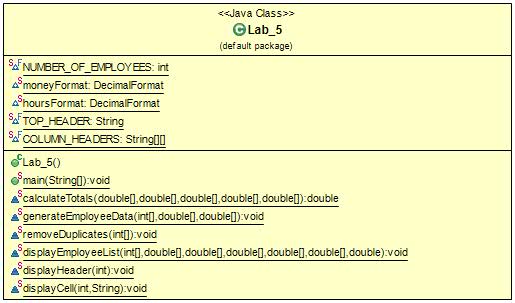 <<Java Class>>
Lab_5
(default package)
NUMBER_OF_EMPLOYEES: int
moneyFormat: DecimalFormat
hoursFormat: DecimalFormat
TOP_HEADER: String
COLUMN_HEADERS: String[][]
Lab_5()
main(String[]):void
calculateTotals(double[],double[],double[],double[],double[]):double
generateEmployeeData(int[],double[],double[]):void
removeDuplicates(int[]):void
displayEmployeeList(int[],double[],double[],double[],double[],double[],double):void
displayHeader(int):void
displayCell(int,String):void